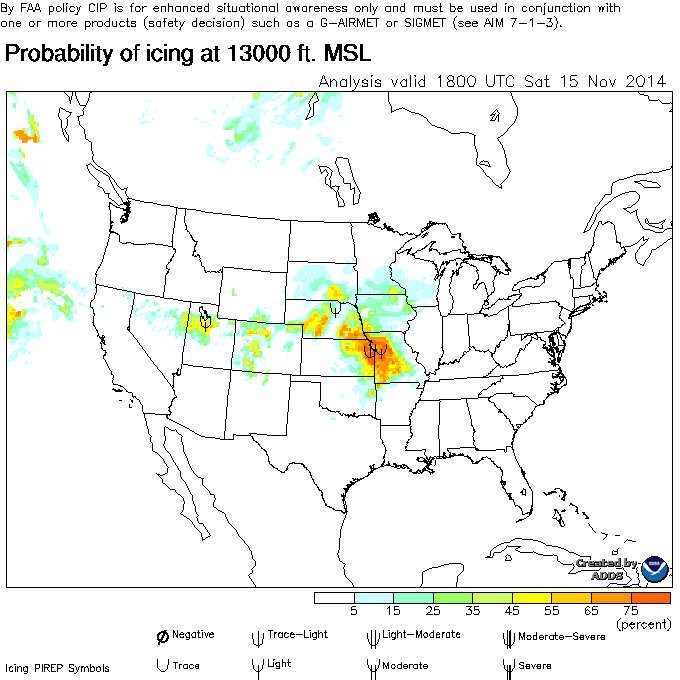 By FAA policy CIP is for enhanced situational awareness only and must be used in conjunction with
one or more products (safety decision) such as a G-AIRMET or SIGMET (see AIM 7-1-3).
Probability of icing at 13000 ft. MSL
Analysis valid 1800 UTC Sat 15 Nov 2014
Created by
ADDS
5 15 25 35 45 55 65 75
(percent)
Negative Trace-Light Light-Moderate Moderate-Severe
Icing PIREP Symbols Trace Light Moderate Severe